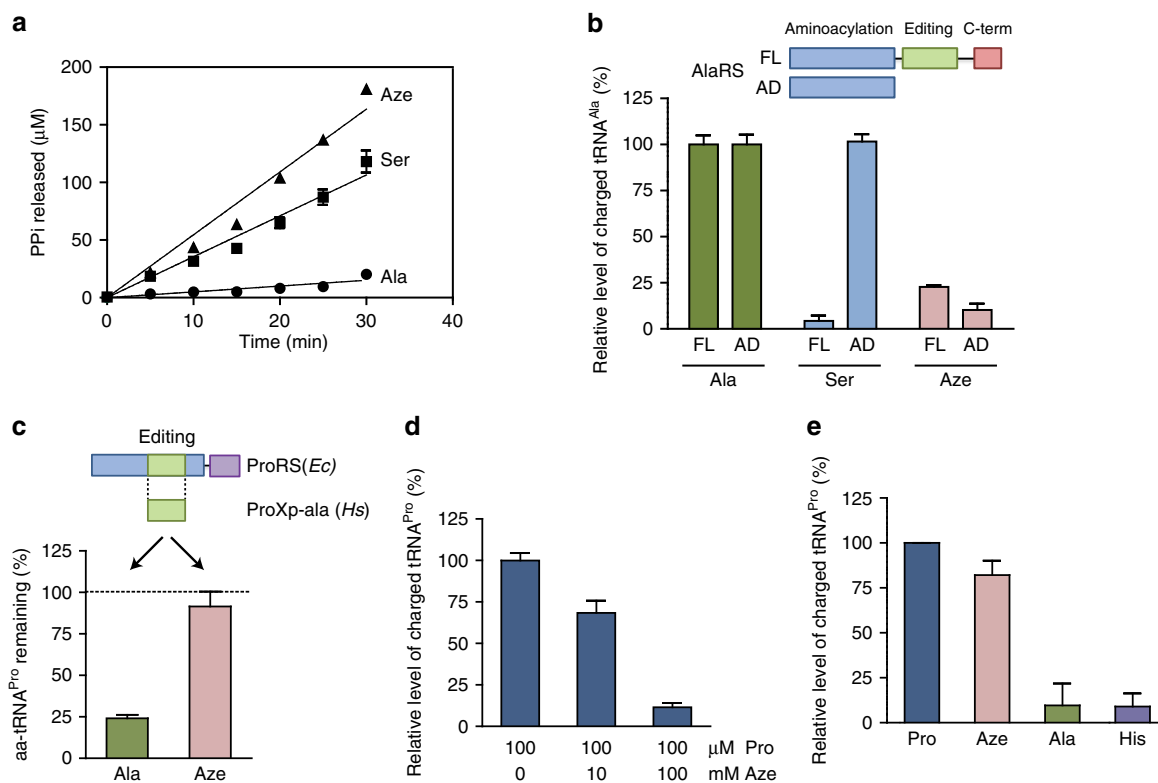 a
PPi released (μM)
200
150
100
50
0
Aze
Ser
Ala
0 10 20 30 40
Time (min)
b
Aminoacylation Editing C-term
AlaRS
FL
AD
Relative level of charged tRNA^Ala (%)
125
100
75
50
25
0
FL AD FL AD FL AD
Ala Ser Aze
c
Editing
ProRS(Ec)
ProXp-ala (Hs)
aa-tRNA^Pro remaining (%)
125
100
75
50
25
0
Ala Aze
d
Relative level of charged tRNA^Pro (%)
125
100
75
50
25
0
100 100 100 μM Pro
0 10 100 mM Aze
e
Relative level of charged tRNA^Pro (%)
125
100
75
50
25
0
Pro Aze Ala His